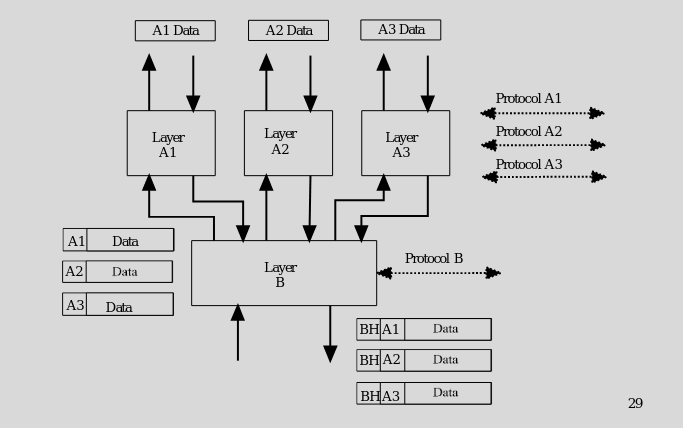 A1 Data
A2 Data
A3 Data
Protocol A1
Layer
A1
Layer
A2
Layer
A3
Protocol A2
Protocol A3
A1 Data
A2 Data
A3 Data
Layer
B
Protocol B
BH A1 Data
BH A2 Data
BH A3 Data
29